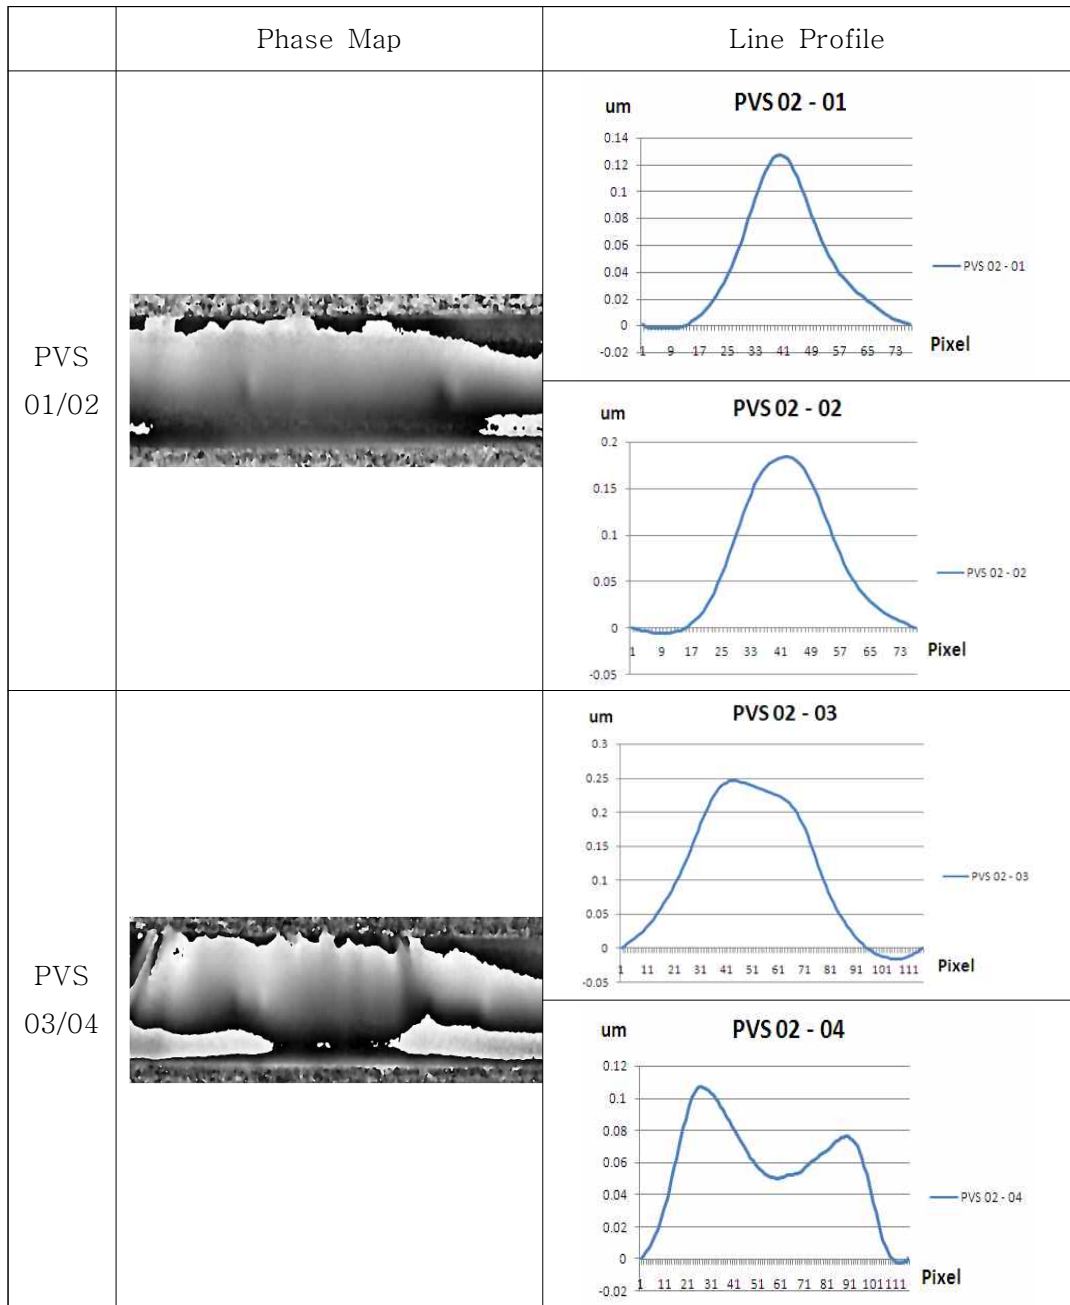 Phase Map
Line Profile
PVS
01/02
um
PVS 02 - 01
0.14
0.12
0.1
0.08
0.06
0.04
0.02
0
-0.02
1 9 17 25 33 41 49 57 65 73
Pixel
PVS 02 - 01
um
PVS 02 - 02
0.2
0.15
0.1
0.05
0
-0.05
1 9 17 25 33 41 49 57 65 73
Pixel
PVS 02 - 02
PVS
03/04
um
PVS 02 - 03
0.3
0.25
0.2
0.15
0.1
0.05
0
-0.05
1 11 21 31 41 51 61 71 81 91 101 111
Pixel
PVS 02 - 03
um
PVS 02 - 04
0.12
0.1
0.08
0.06
0.04
0.02
0
-0.02
1 11 21 31 41 51 61 71 81 91 101 111
Pixel
PVS 02 - 04